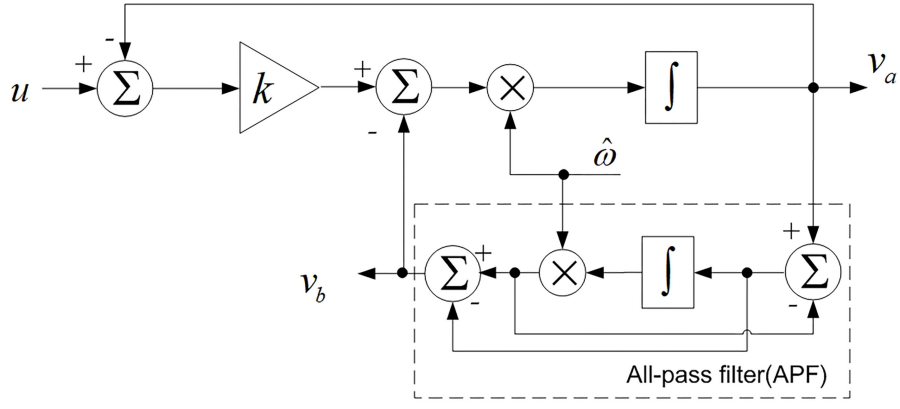 -
+
+
u
Σ
k
Σ
×
∫
v_a
-
ω̂
+
+
v_b
Σ
×
∫
Σ
-
-
All-pass filter(APF)